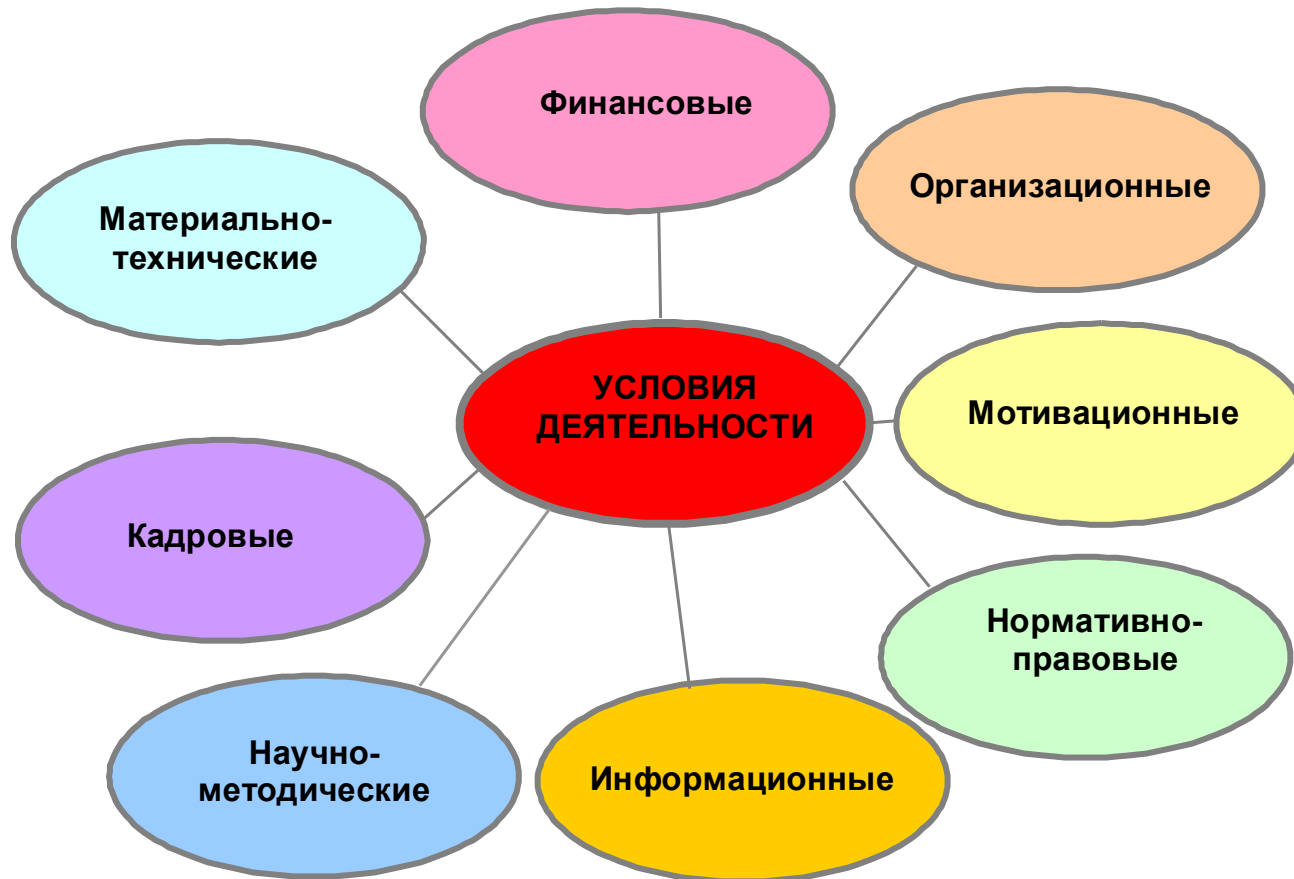 Финансовые
Организационные
Материально-
технические
УСЛОВИЯ
ДЕЯТЕЛЬНОСТИ
Мотивационные
Кадровые
Нормативно-
правовые
Научно-
методические
Информационные